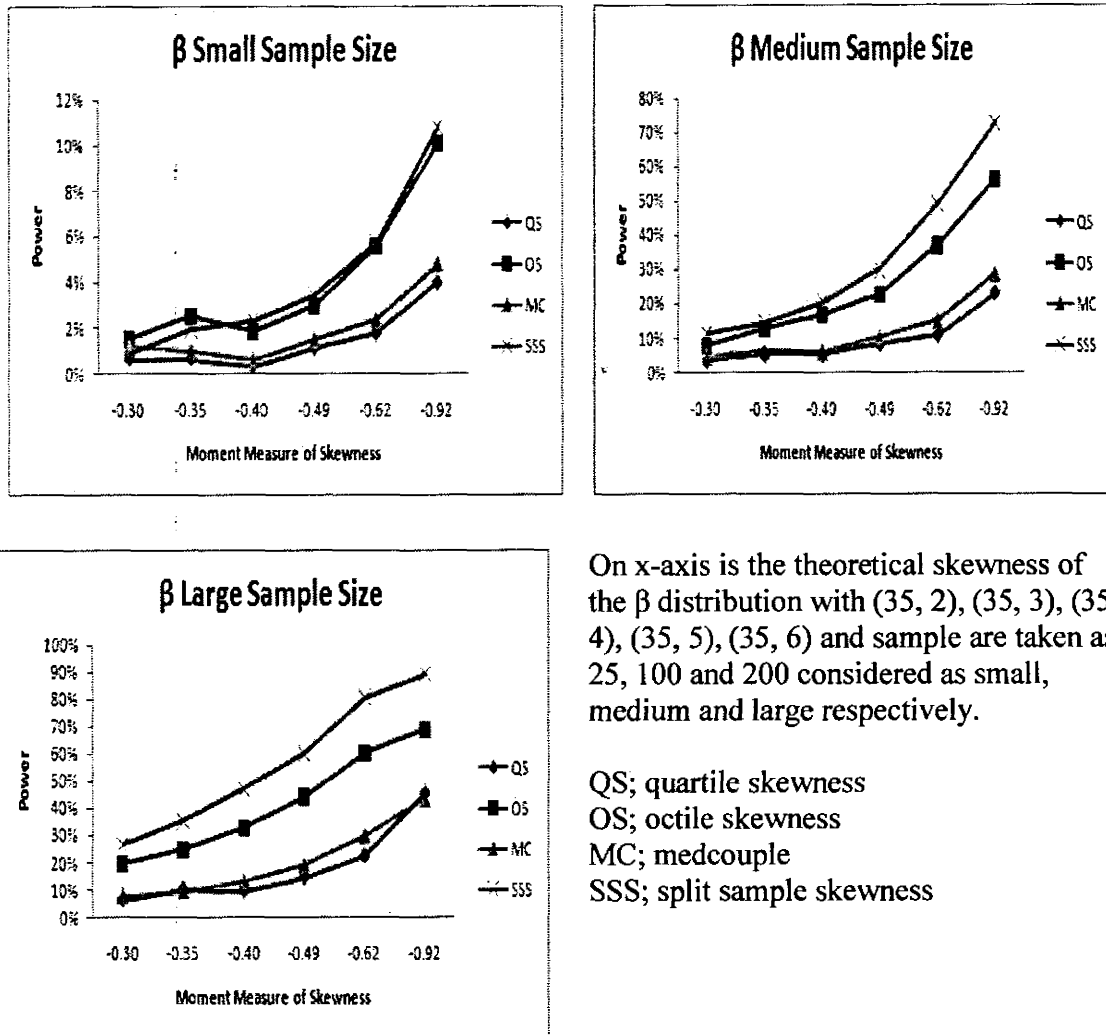 β Small Sample Size
12%
10%
8%
6%
4%
2%
0%
Power
-0.30 -0.35 -0.40 -0.49 -0.62 -0.92
Moment Measure of Skewness
QS
OS
MC
SSS
β Medium Sample Size
80%
70%
60%
50%
40%
30%
20%
10%
0%
Power
-0.30 -0.35 -0.40 -0.49 -0.62 -0.92
Moment Measure of Skewness
QS
OS
MC
SSS
β Large Sample Size
100%
90%
80%
70%
60%
50%
40%
30%
20%
10%
0%
Power
-0.30 -0.35 -0.40 -0.49 -0.62 -0.92
Moment Measure of Skewness
QS
OS
MC
SSS
On x-axis is the theoretical skewness of
the β distribution with (35, 2), (35, 3), (35
4), (35, 5), (35, 6) and sample are taken as
25, 100 and 200 considered as small,
medium and large respectively.
QS; quartile skewness
OS; octile skewness
MC; medcouple
SSS; split sample skewness